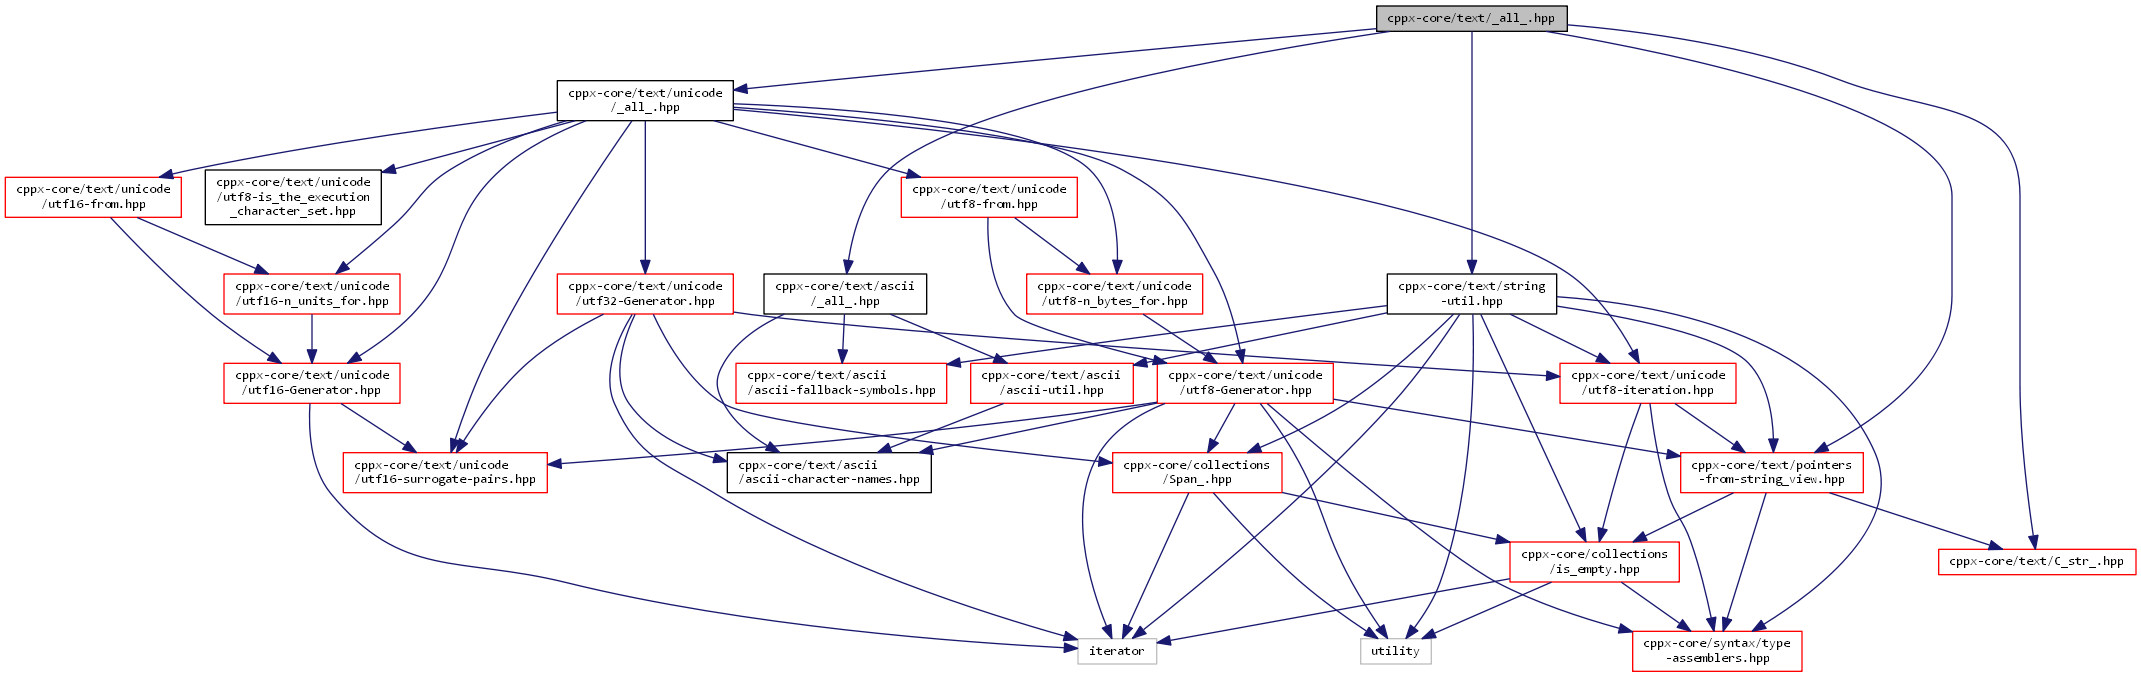 cppx-core/text/_all_.hpp
cppx-core/text/unicode
/_all_.hpp
cppx-core/text/unicode
/utf16-from.hpp
cppx-core/text/unicode
/utf8-is_the_execution
_character_set.hpp
cppx-core/text/unicode
/utf8-from.hpp
cppx-core/text/unicode
/utf16-n_units_for.hpp
cppx-core/text/unicode
/utf32-Generator.hpp
cppx-core/text/ascii
/_all_.hpp
cppx-core/text/unicode
/utf8-n_bytes_for.hpp
cppx-core/text/string
-util.hpp
cppx-core/text/unicode
/utf16-Generator.hpp
cppx-core/text/ascii
/ascii-fallback-symbols.hpp
cppx-core/text/ascii
/ascii-util.hpp
cppx-core/text/unicode
/utf8-Generator.hpp
cppx-core/text/unicode
/utf8-iteration.hpp
cppx-core/text/unicode
/utf16-surrogate-pairs.hpp
cppx-core/text/ascii
/ascii-character-names.hpp
cppx-core/collections
/Span_.hpp
cppx-core/text/pointers
-from-string_view.hpp
cppx-core/collections
/is_empty.hpp
cppx-core/text/C_str_.hpp
iterator
utility
cppx-core/syntax/type
-assemblers.hpp